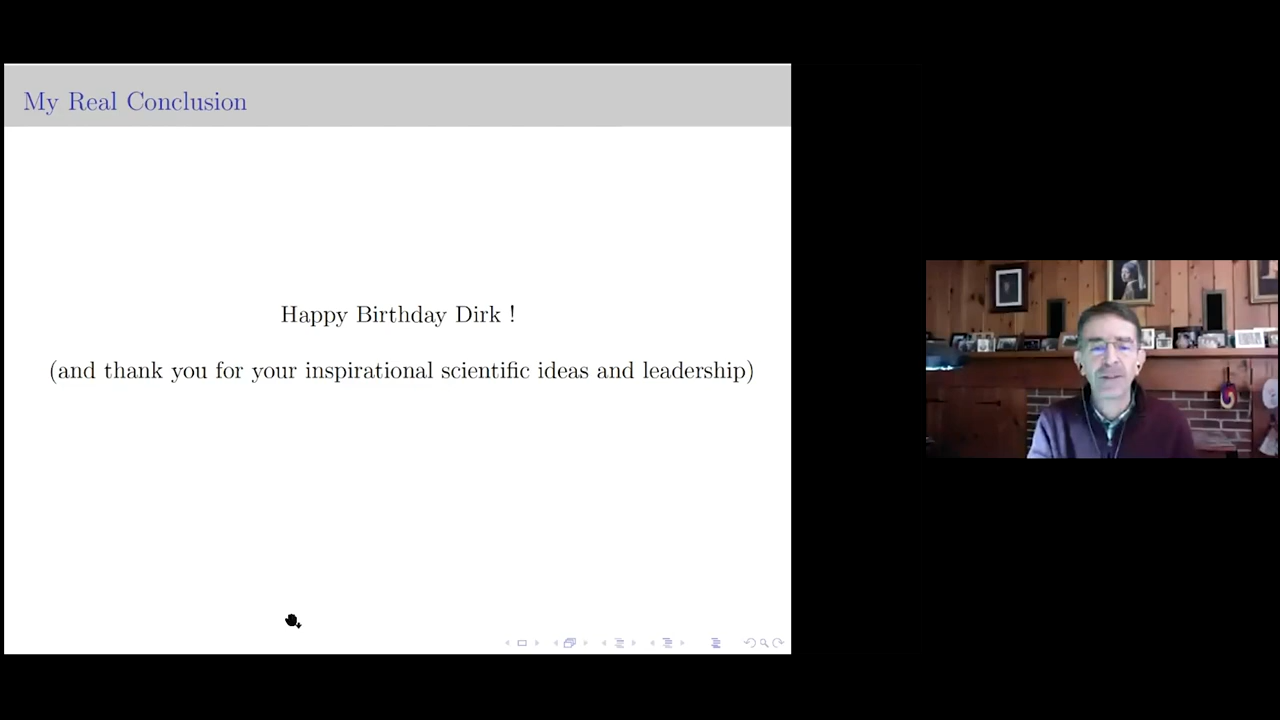 My Real Conclusion
Happy Birthday Dirk !
(and thank you for your inspirational scientific ideas and leadership)